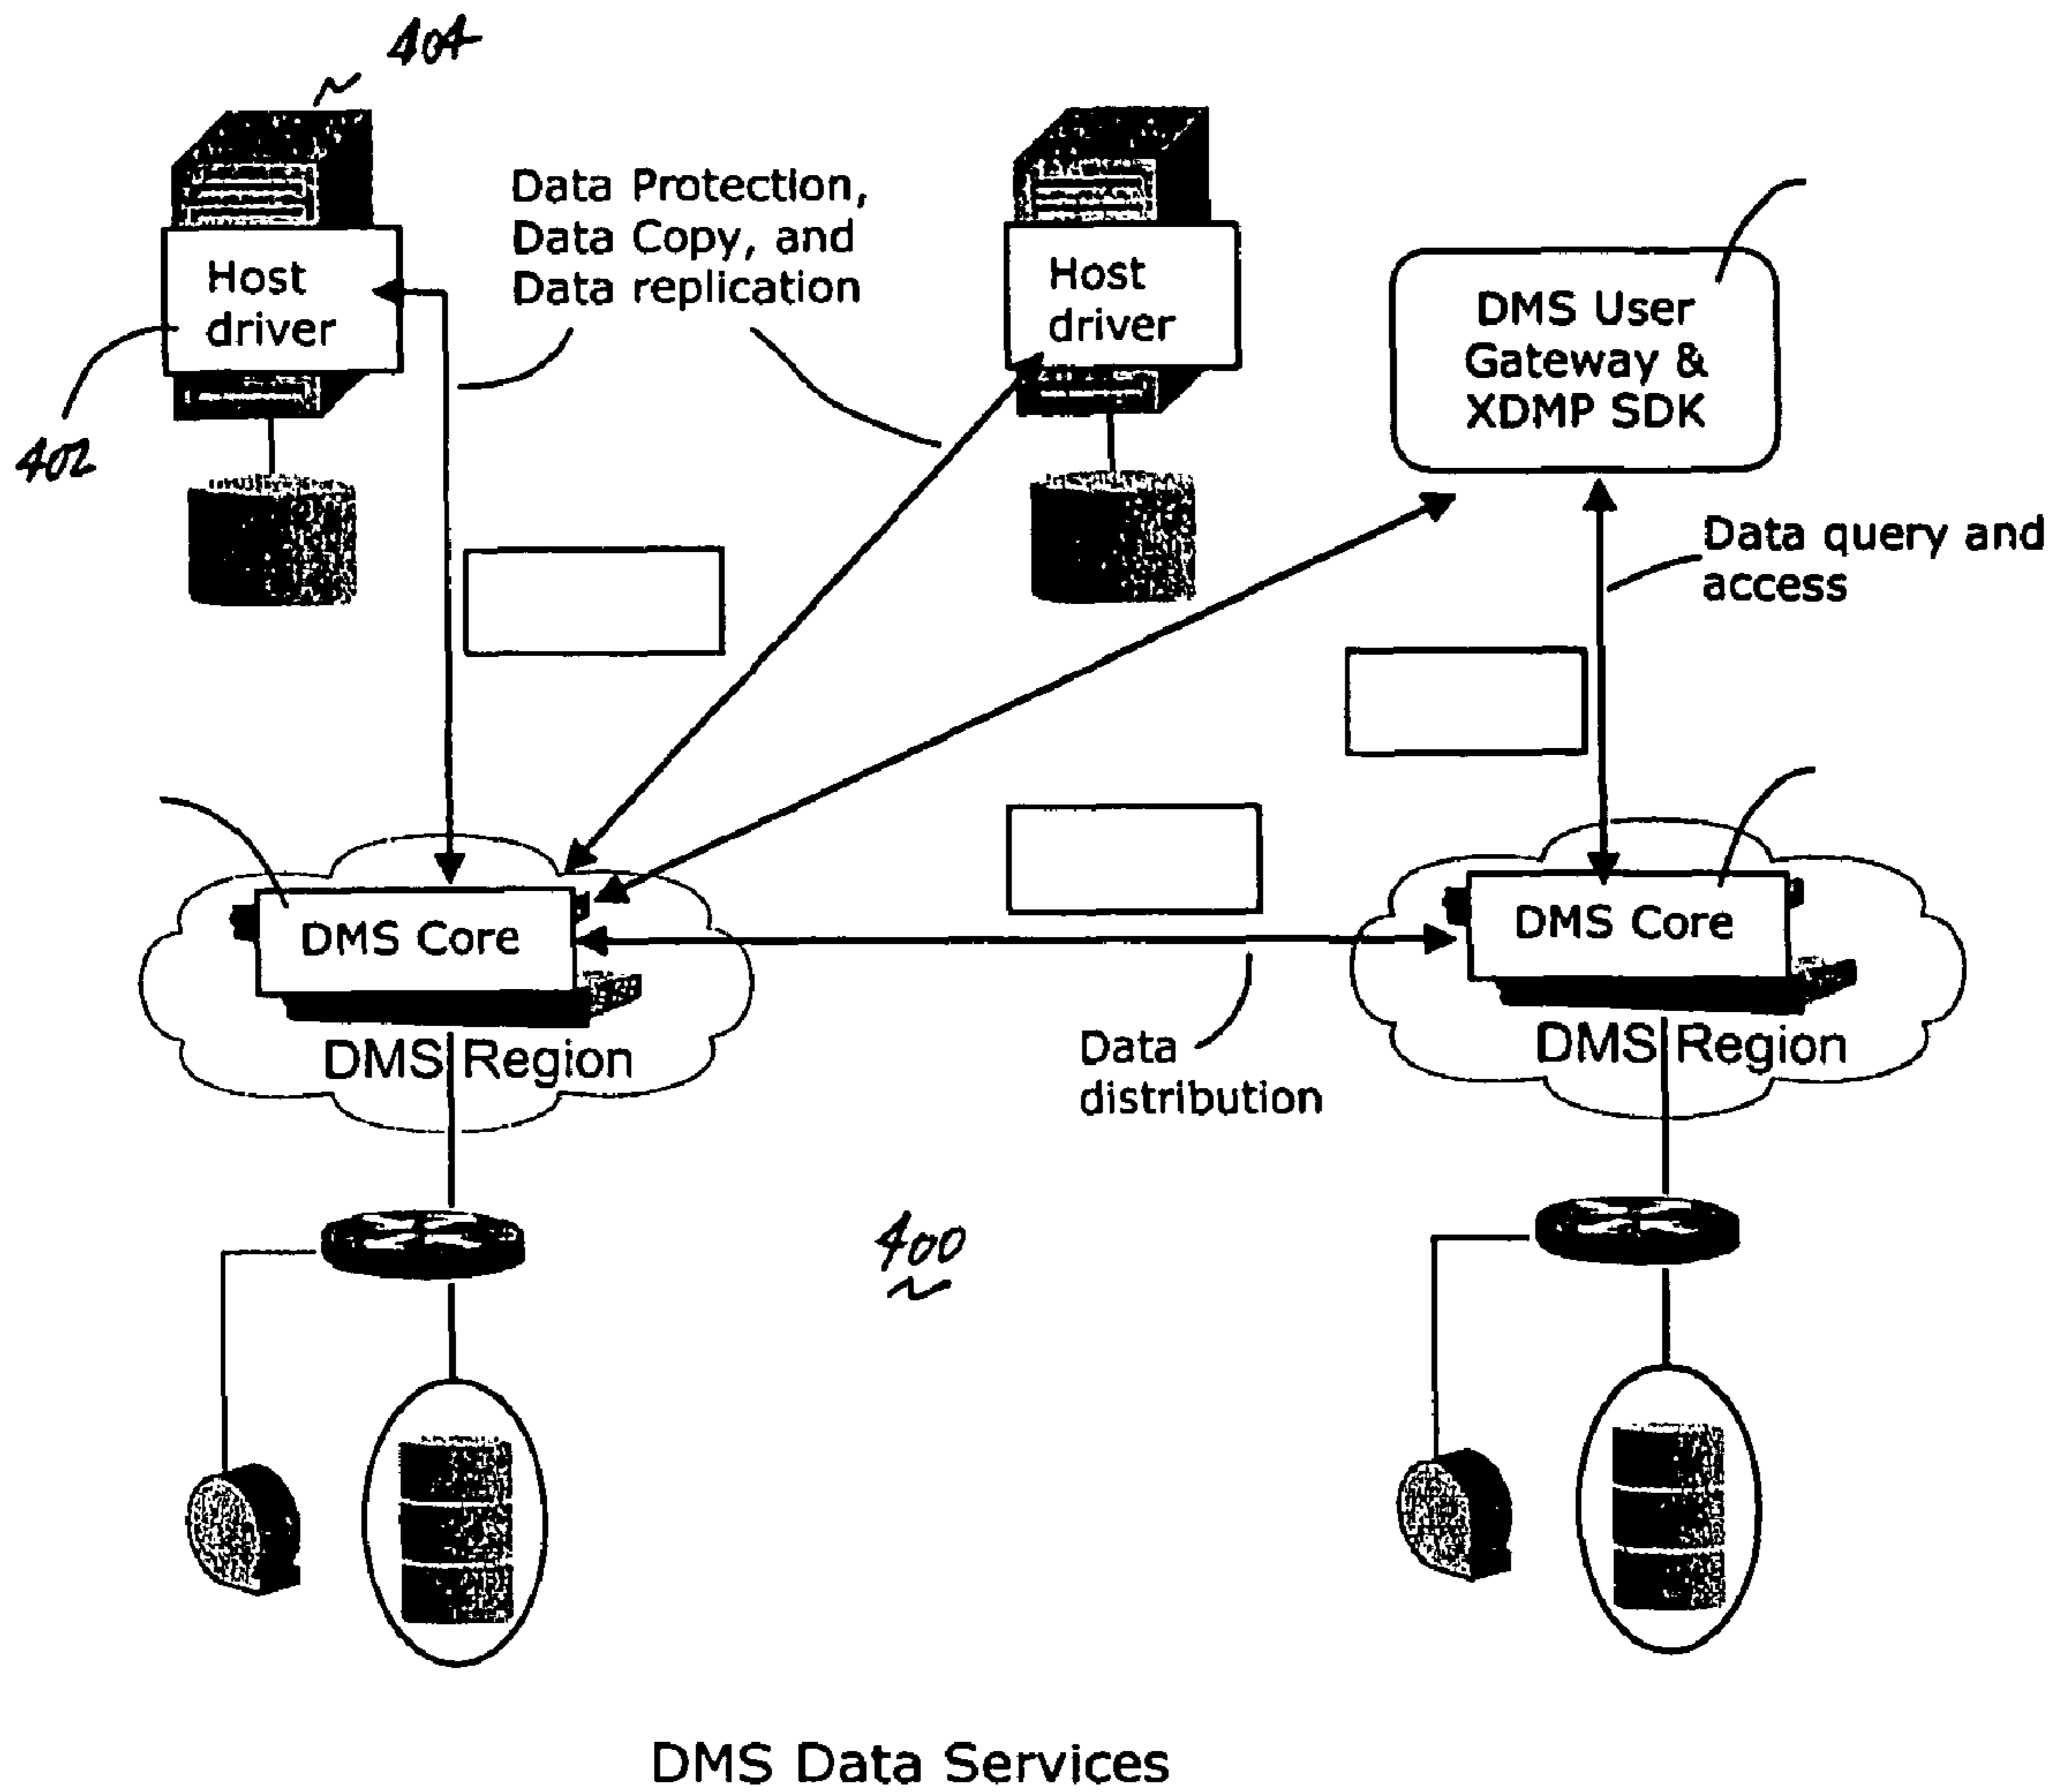 404
Data Protection,
Data Copy, and
Data replication
Host
driver
Host
driver
DMS User
Gateway &
XDMP SDK
402
Data query and
access
DMS Core
DMS Core
DMS Region
DMS Region
Data
distribution
400
DMS Data Services